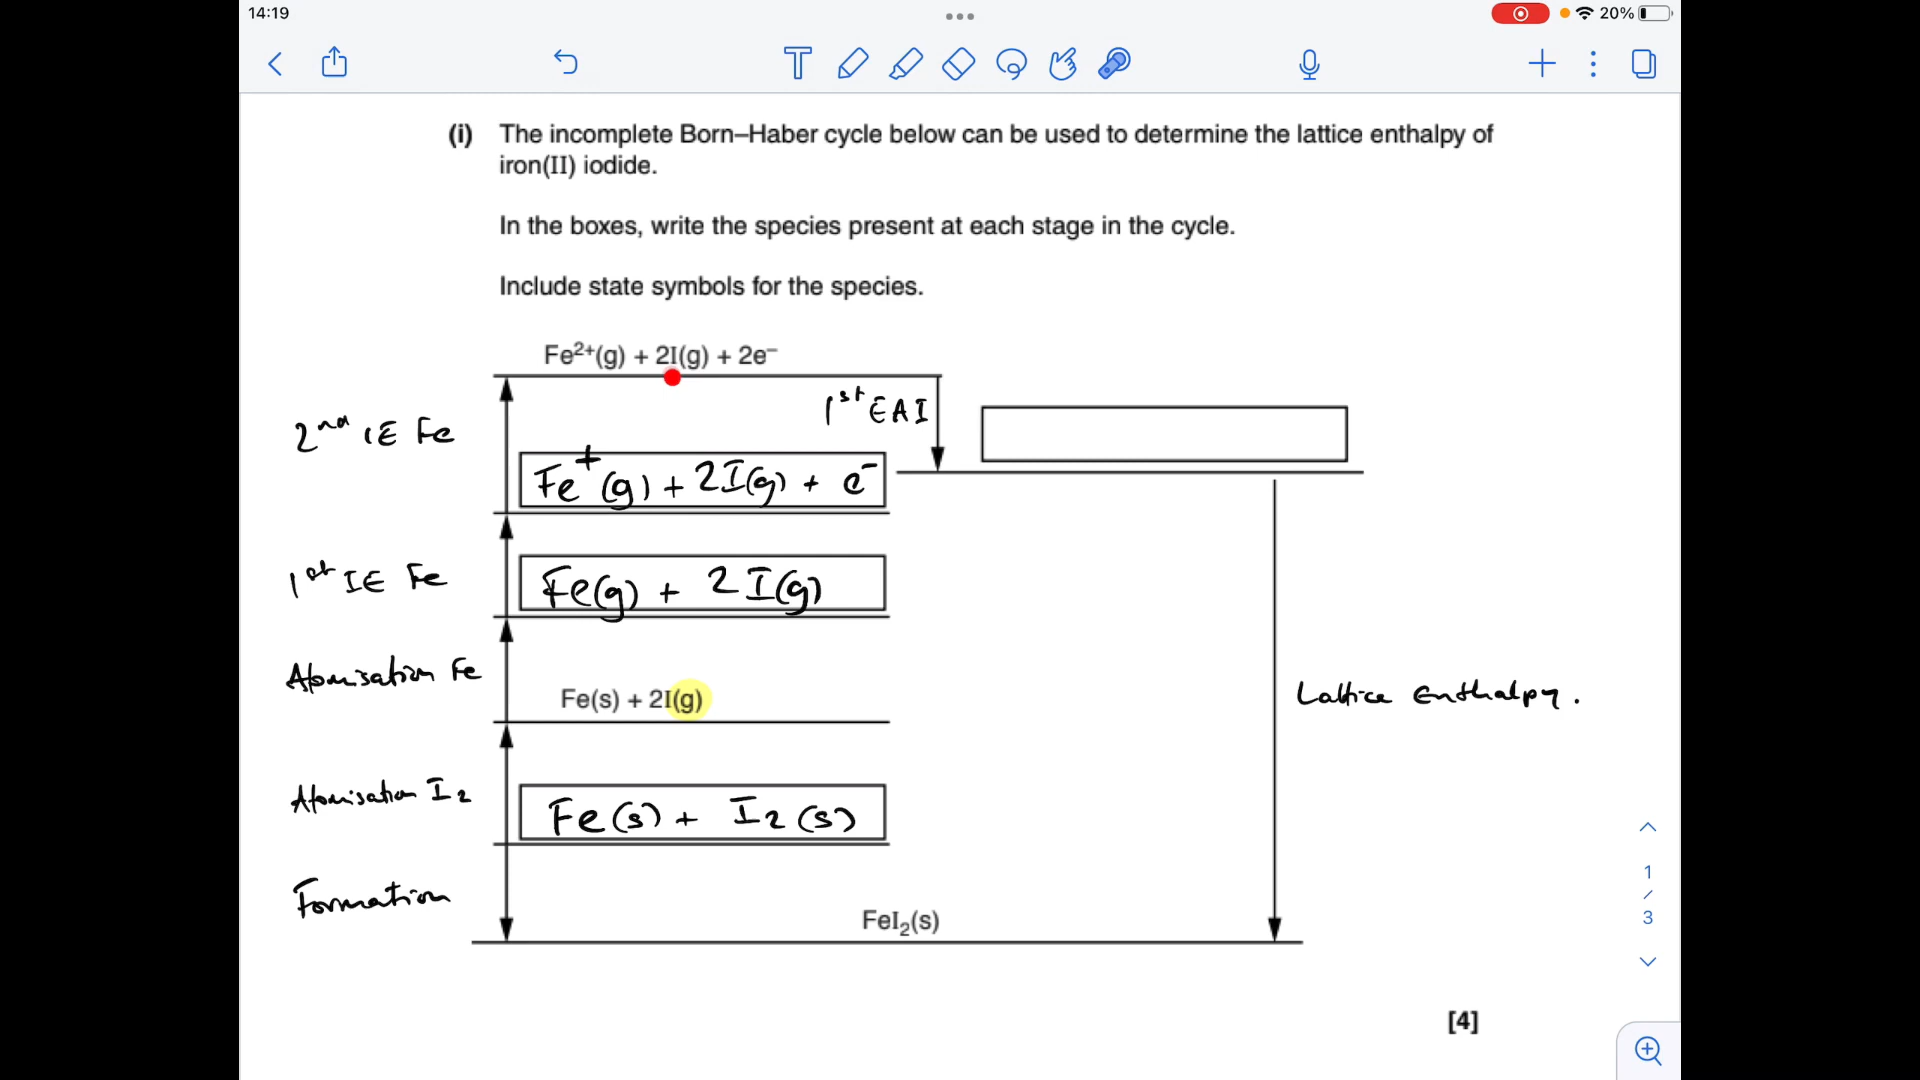 14:19
20%
(i) The incomplete Born–Haber cycle below can be used to determine the lattice enthalpy of
iron(II) iodide.
In the boxes, write the species present at each stage in the cycle.
Include state symbols for the species.
Fe²⁺(g) + 2I(g) + 2e⁻
1ˢᵗ EA I
2ⁿᵈ IE Fe
Fe⁺(g) + 2I(g) + e⁻
1ˢᵗ IE Fe
Fe(g) + 2I(g)
Atomisation Fe
Fe(s) + 2I(g)
Lattice Enthalpy.
Atomisation I₂
Fe(s) + I₂(s)
Formation
FeI₂(s)
1
/
3
[4]